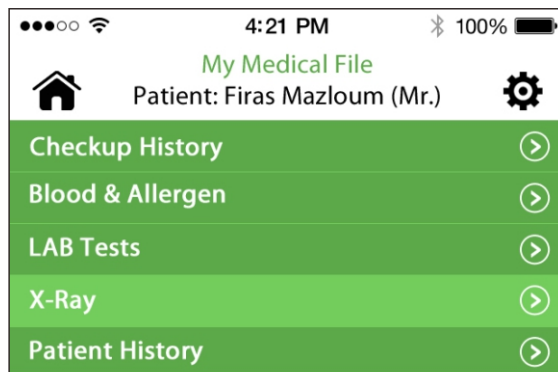 4:21 PM 100%
My Medical File
Patient: Firas Mazloum (Mr.)
Checkup History
Blood & Allergen
LAB Tests
X-Ray
Patient History